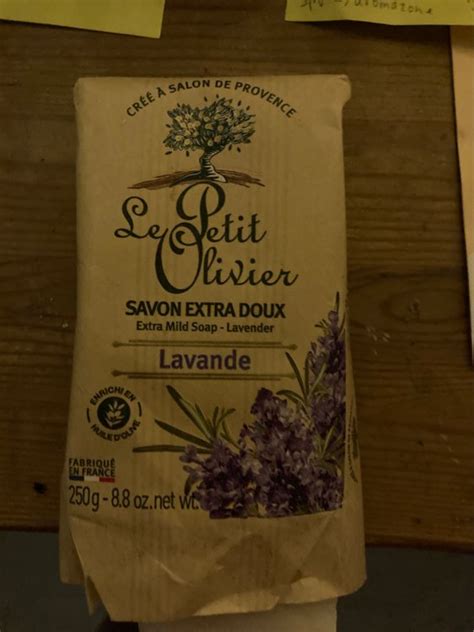 CRÉÉ À SALON DE PROVENCE
Le Petit
Olivier
SAVON EXTRA DOUX
Extra Mild Soap - Lavender
Lavande
ENRICHI EN
HUILE D'OLIVE
FABRIQUÉ
EN FRANCE
250g - 8.8 oz.net wt.